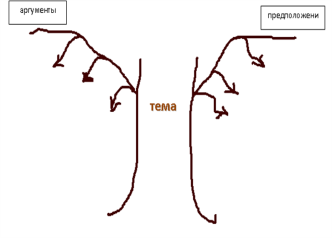 аргументы
предположени
тема